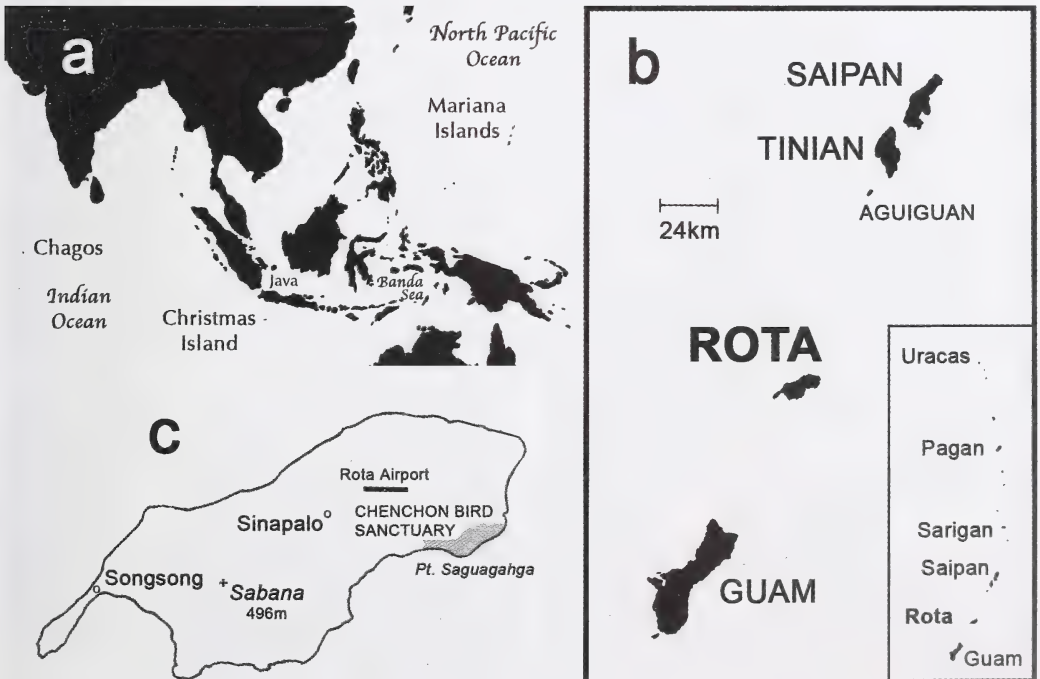 a
North Pacific
Ocean
Mariana
Islands
Chagos
Indian
Ocean
Java
Banda
Sea
Christmas
Island
b
SAIPAN
TINIAN
AGUIGUAN
24km
ROTA
GUAM
Uracas
Pagan
Sarigan
Saipan
Rota
Guam
c
Rota Airport
Sinapalo
CHENCHON BIRD
SANCTUARY
Pt. Saguagahga
Songsong
Sabana
496m